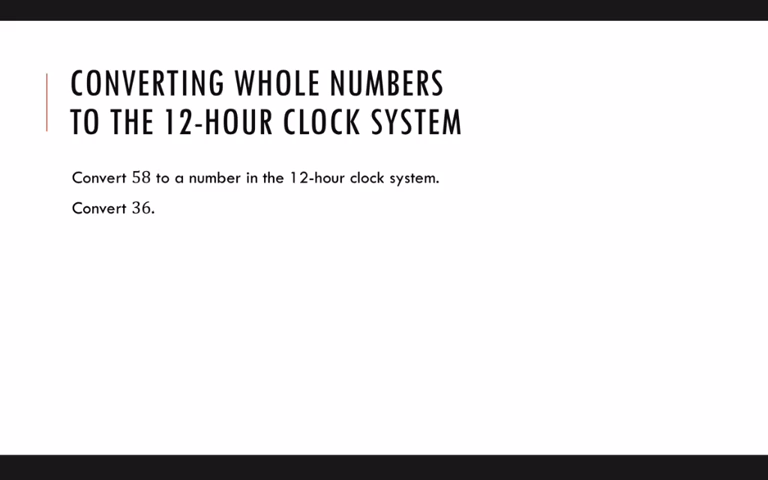 CONVERTING WHOLE NUMBERS
TO THE 12-HOUR CLOCK SYSTEM
Convert 58 to a number in the 12-hour clock system.
Convert 36.